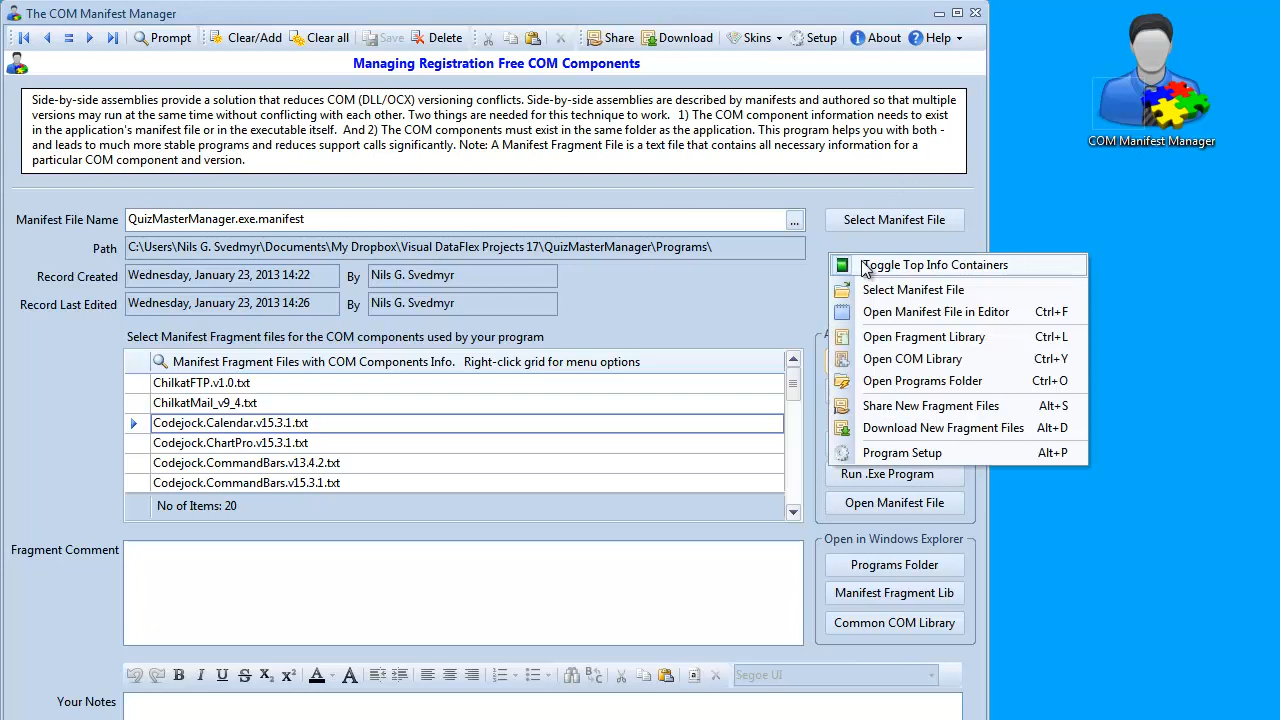 The COM Manifest Manager
Prompt Clear/Add Clear all Save Delete Share Download Skins Setup About Help
Managing Registration Free COM Components
Side-by-side assemblies provide a solution that reduces COM (DLL/OCX) versioning conflicts. Side-by-side assemblies are described by manifests and authored so that multiple
versions may run at the same time without conflicting with each other. Two thin ed for this technique to work. 1) The COM component information needs to exist
in the application's manifest file or in the executable itself. And 2) The COM components must exist in the same folder as the application. This program helps you with both -
and leads to much more stable programs and reduces support calls significantly. Note: A Manifest Fragment File is a text file that contains all necessary information for a
particular COM component and version.
COM Manifest Manager
Manifest File Name QuizMasterManager.exe.manifest ... Select Manifest File
Path C:\Users\Nils G. Svedmyr\Documents\My Dropbox\Visual DataFlex Projects 17\QuizMasterManager\Programs\
Record Created Wednesday, January 23, 2013 14:22 By Nils G. Svedmyr
Record Last Edited Wednesday, January 23, 2013 14:26 By Nils G. Svedmyr
Toggle Top Info Containers
Select Manifest File
Open Manifest File in Editor Ctrl+F
Open Fragment Library Ctrl+L
Open COM Library Ctrl+Y
Open Programs Folder Ctrl+O
Share New Fragment Files Alt+S
Download New Fragment Files Alt+D
Program Setup Alt+P
Select Manifest Fragment files for the COM components used by your program
Manifest Fragment Files with COM Components Info. Right-click grid for menu options
ChilkatFTP.v1.0.txt
ChilkatMail_v9_4.txt
Codejock.Calendar.v15.3.1.txt
Codejock.ChartPro.v15.3.1.txt
Codejock.CommandBars.v13.4.2.txt
Codejock.CommandBars.v15.3.1.txt
No of Items: 20
Run .Exe Program
Open Manifest File
Fragment Comment
Open in Windows Explorer
Programs Folder
Manifest Fragment Lib
Common COM Library
B I U S X₂ X² A A Segoe UI
Your Notes